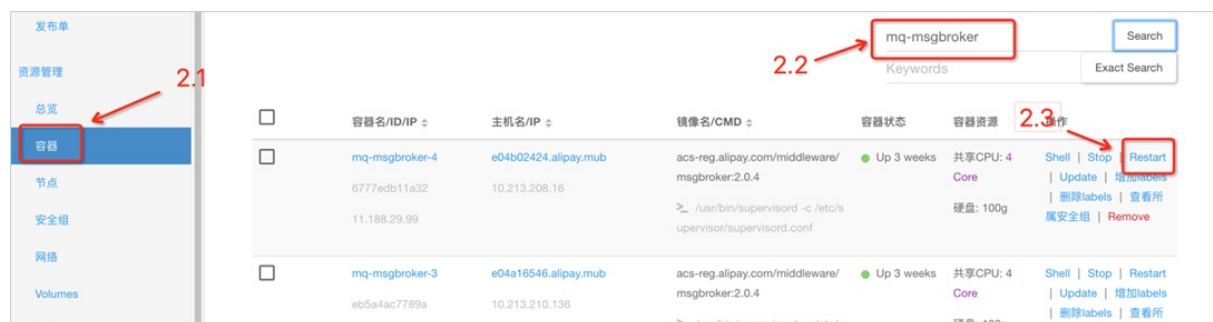 发布单
mq-msgbroker
Search
2.2
资源管理
2.1
Keywords
Exact Search
总览
容器名/ID/IP
主机名/IP
镜像名/CMD
容器状态
容器资源
2.3
操作
容器
mq-msgbroker-4
e04b02424.alipay.mub
acs-reg.alipay.com/middleware/
msgbroker:2.0.4
Up 3 weeks
共享CPU: 4
Core
Shell | Stop | Restart
| Update | 增加labels
| 删除labels | 查看所
属安全组 | Remove
节点
6777edb11a32
10.213.208.16
>_ /usr/bin/supervisord -c /etc/s
upervisor/supervisord.conf
硬盘: 100g
安全组
11.188.29.99
网络
mq-msgbroker-3
e04a16546.alipay.mub
acs-reg.alipay.com/middleware/
msgbroker:2.0.4
Up 3 weeks
共享CPU: 4
Core
Shell | Stop | Restart
| Update | 增加labels
| 删除labels | 查看所
Volumes
eb5a4ac7789a
10.213.210.136